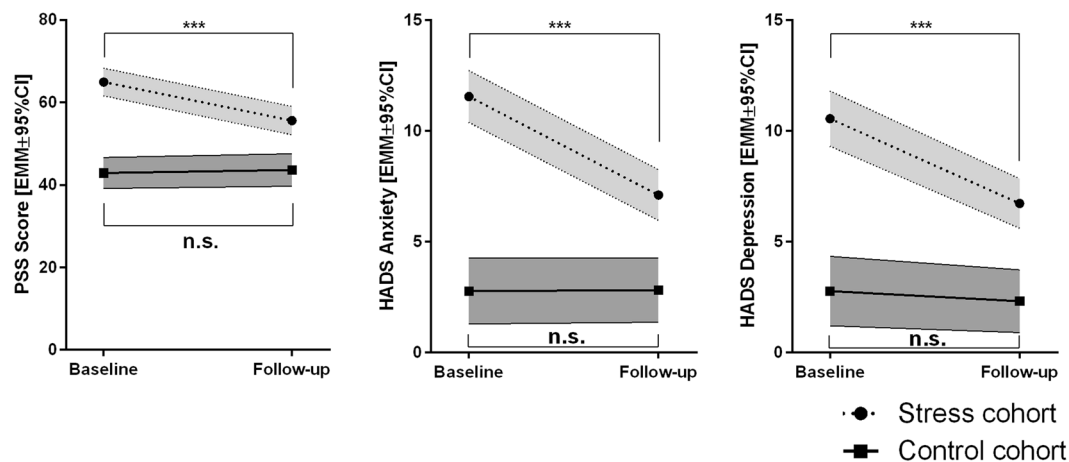 PSS Score [EMM±95%CI]
80
60
40
20
0
***
n.s.
Baseline
Follow-up
HADS Anxiety [EMM±95%CI]
15
10
5
0
***
n.s.
Baseline
Follow-up
HADS Depression [EMM±95%CI]
15
10
5
0
***
n.s.
Baseline
Follow-up
Stress cohort
Control cohort